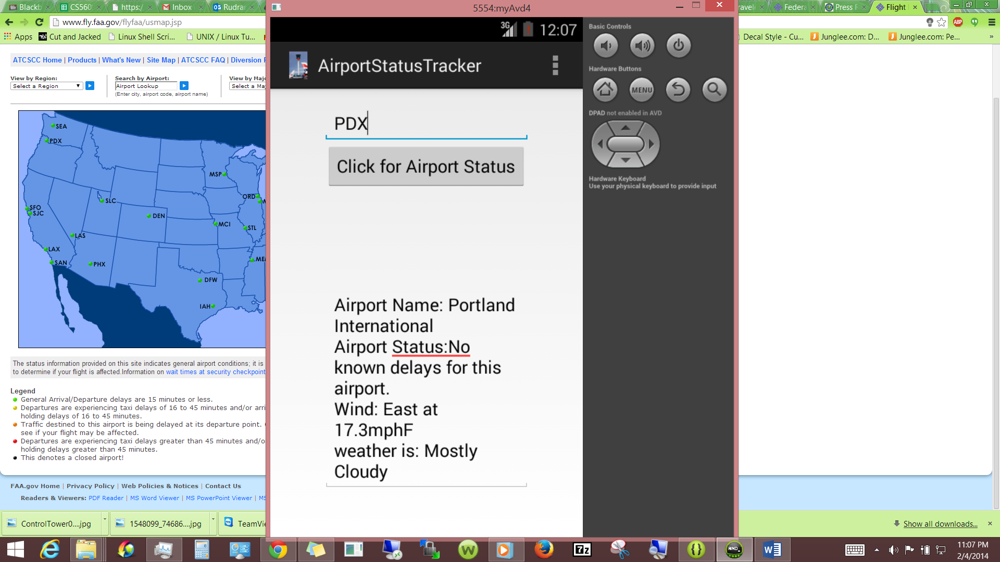 Blackb
CS560
https:/
Inbox
Rudra
5554:myAvd4
Federa
Press
Flight
www.fly.faa.gov/flyfaa/usmap.jsp
ABP
Apps
Cut and Jacked
Linux Shell Scri...
UNIX / Linux Tu...
Decal Style - Cu...
Junglee.com: D...
Junglee.com: Pe...
»
ATCSCC Home | Products | What's New | Site Map | ATCSCC FAQ | Diversion
View by Region:
Select a Region
Search by Airport:
Airport Lookup
(Enter city, airport code, airport name)
View by Maj
Select a Maj
SEA
PDX
MSP
ORD
SLC
SFO
SJC
DEN
MCI
STL
LAS
LAX
SAN
PHX
MEM
DFW
IAH
The status information provided on this site indicates general airport conditions; it is
to determine if your flight is affected.Information on wait times at security checkpoint
Legend
General Arrival/Departure delays are 15 minutes or less.
Departures are experiencing taxi delays of 16 to 45 minutes and/or arri
holding delays of 16 to 45 minutes.
Traffic destined to this airport is being delayed at its departure point.
see if your flight may be affected.
Departures are experiencing taxi delays greater than 45 minutes and/o
holding delays greater than 45 minutes.
This denotes a closed airport!
FAA.gov Home | Privacy Policy | Web Policies & Notices | Contact Us
Readers & Viewers: PDF Reader | MS Word Viewer | MS PowerPoint Viewer | MS
3G 12:07
AirportStatusTracker
PDX
Click for Airport Status
Airport Name: Portland
International
Airport Status:No
known delays for this
airport.
Wind: East at
17.3mphF
weather is: Mostly
Cloudy
Basic Controls
Hardware Buttons
MENU
DPAD not enabled in AVD
Hardware Keyboard
Use your physical keyboard to provide input
ControlTower0....jpg
1548099_74686....jpg
TeamVie
Show all downloads...
11:07 PM
2/4/2014